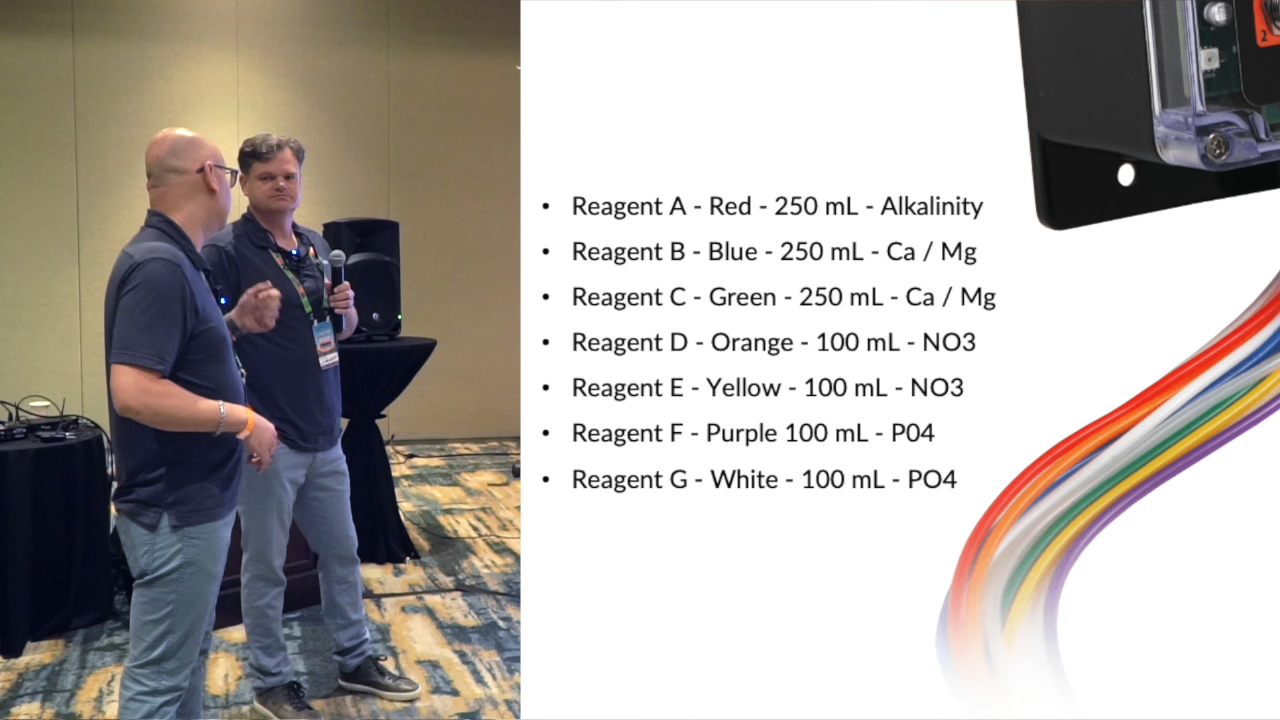 Reagent A - Red - 250 mL - Alkalinity
Reagent B - Blue - 250 mL - Ca / Mg
Reagent C - Green - 250 mL - Ca / Mg
Reagent D - Orange - 100 mL - NO3
Reagent E - Yellow - 100 mL - NO3
Reagent F - Purple 100 mL - P04
Reagent G - White - 100 mL - PO4
2